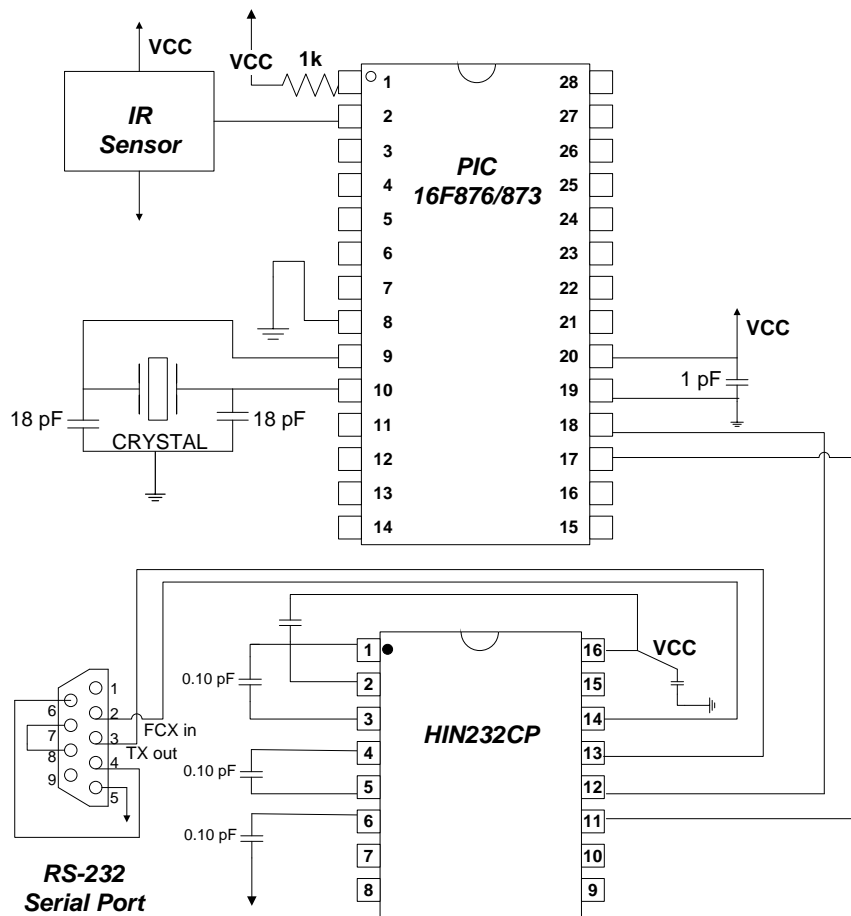 VCC
VCC
1k
IR
Sensor
PIC
16F876/873
1
2
3
4
5
6
7
8
9
10
11
12
13
14
28
27
26
25
24
23
22
21
20
19
18
17
16
15
VCC
1 pF
18 pF
18 pF
CRYSTAL
HIN232CP
1
2
3
4
5
6
7
8
16
15
14
13
12
11
10
9
VCC
0.10 pF
0.10 pF
0.10 pF
1
2
3
4
5
6
7
8
9
FCX in
TX out
RS-232
Serial Port